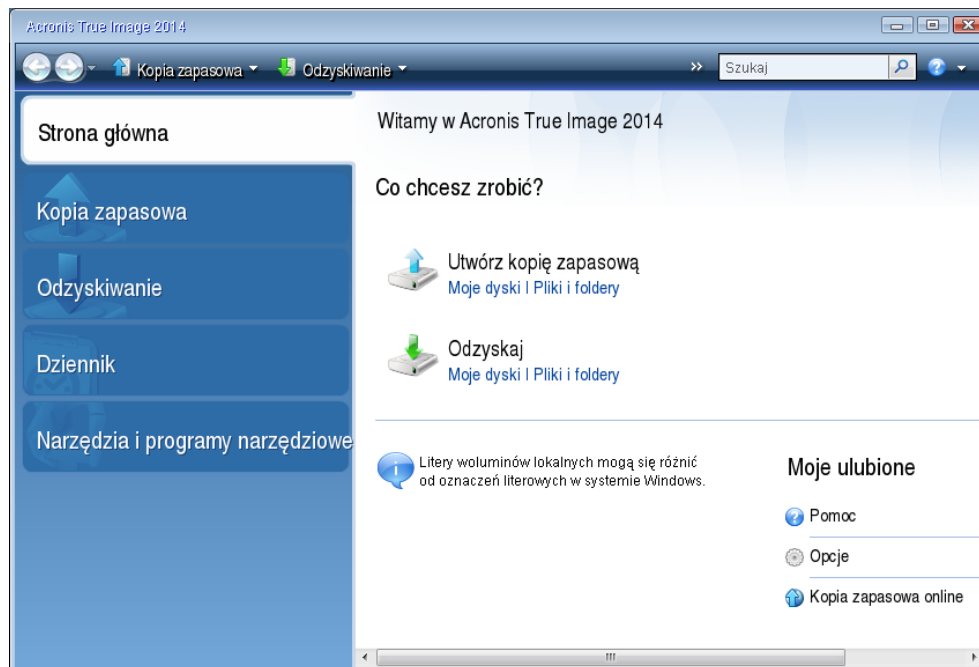 Acronis True Image 2014
Kopia zapasowa Odzyskiwanie » Szukaj
Strona główna
Kopia zapasowa
Odzyskiwanie
Dziennik
Narzędzia i programy narzędziowe
Witamy w Acronis True Image 2014
Co chcesz zrobić?
Utwórz kopię zapasową
Moje dyski | Pliki i foldery
Odzyskaj
Moje dyski | Pliki i foldery
Litery woluminów lokalnych mogą się różnić
od oznaczeń literowych w systemie Windows.
Moje ulubione
Pomoc
Opcje
Kopia zapasowa online